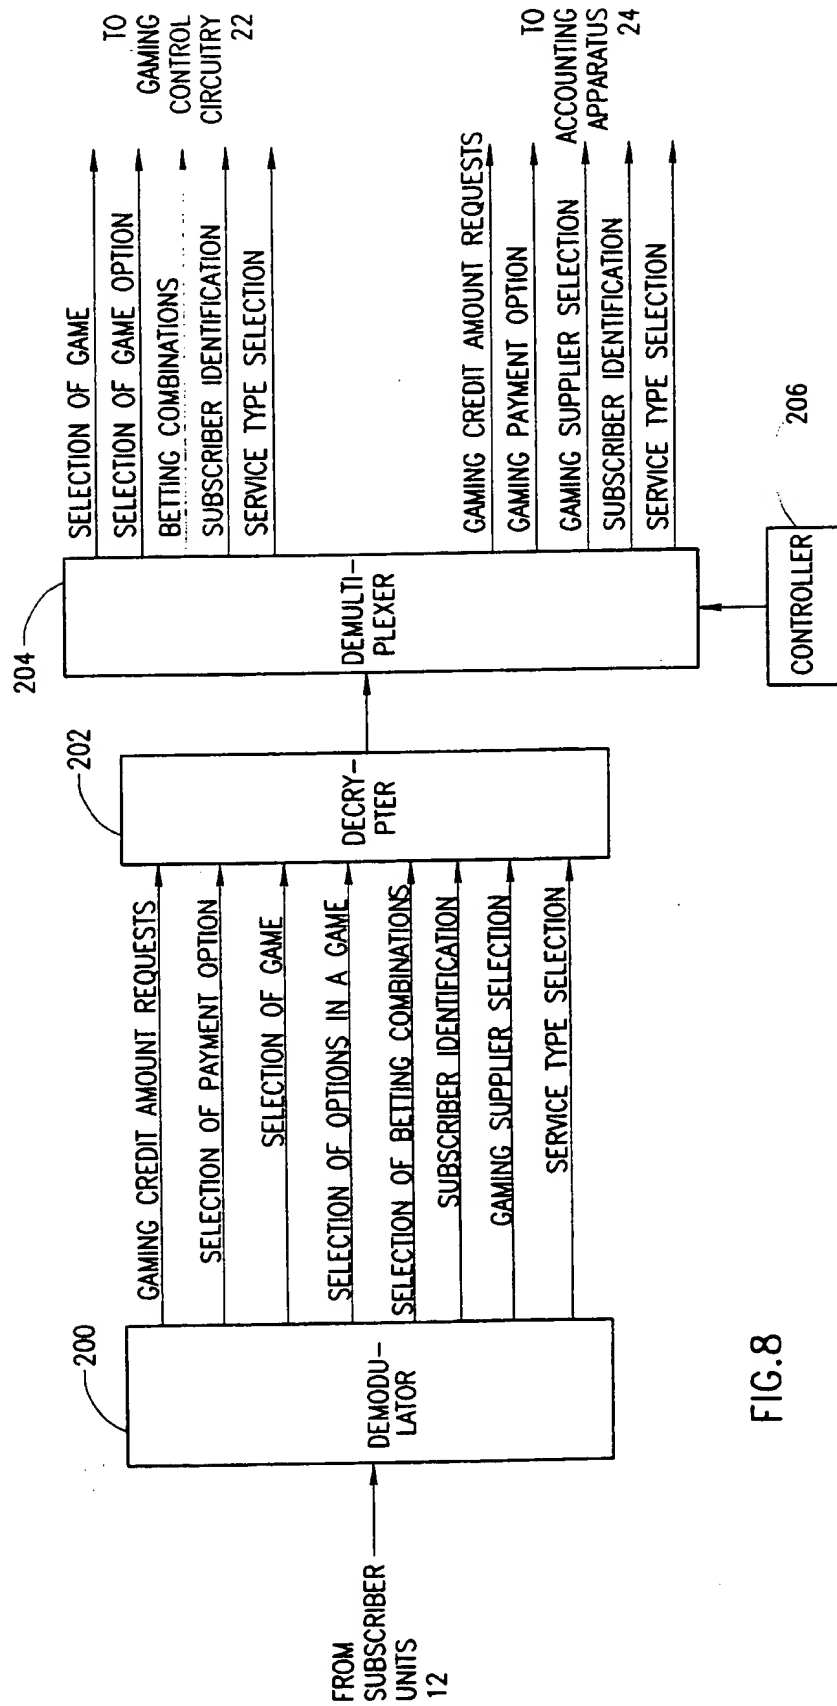 FROM
SUBSCRIBER
UNITS
12
200
DEMODU-
LATOR
GAMING CREDIT AMOUNT REQUESTS
SELECTION OF PAYMENT OPTION
SELECTION OF GAME
SELECTION OF OPTIONS IN A GAME
SELECTION OF BETTING COMBINATIONS
SUBSCRIBER IDENTIFICATION
GAMING SUPPLIER SELECTION
SERVICE TYPE SELECTION
202
DECRY-
PTER
204
DEMULTI-
PLEXER
SELECTION OF GAME
SELECTION OF GAME OPTION
BETTING COMBINATIONS
SUBSCRIBER IDENTIFICATION
SERVICE TYPE SELECTION
TO
GAMING
CONTROL
CIRCUITRY
22
GAMING CREDIT AMOUNT REQUESTS
GAMING PAYMENT OPTION
GAMING SUPPLIER SELECTION
SUBSCRIBER IDENTIFICATION
SERVICE TYPE SELECTION
TO
ACCOUNTING
APPARATUS
24
CONTROLLER
206
FIG.8